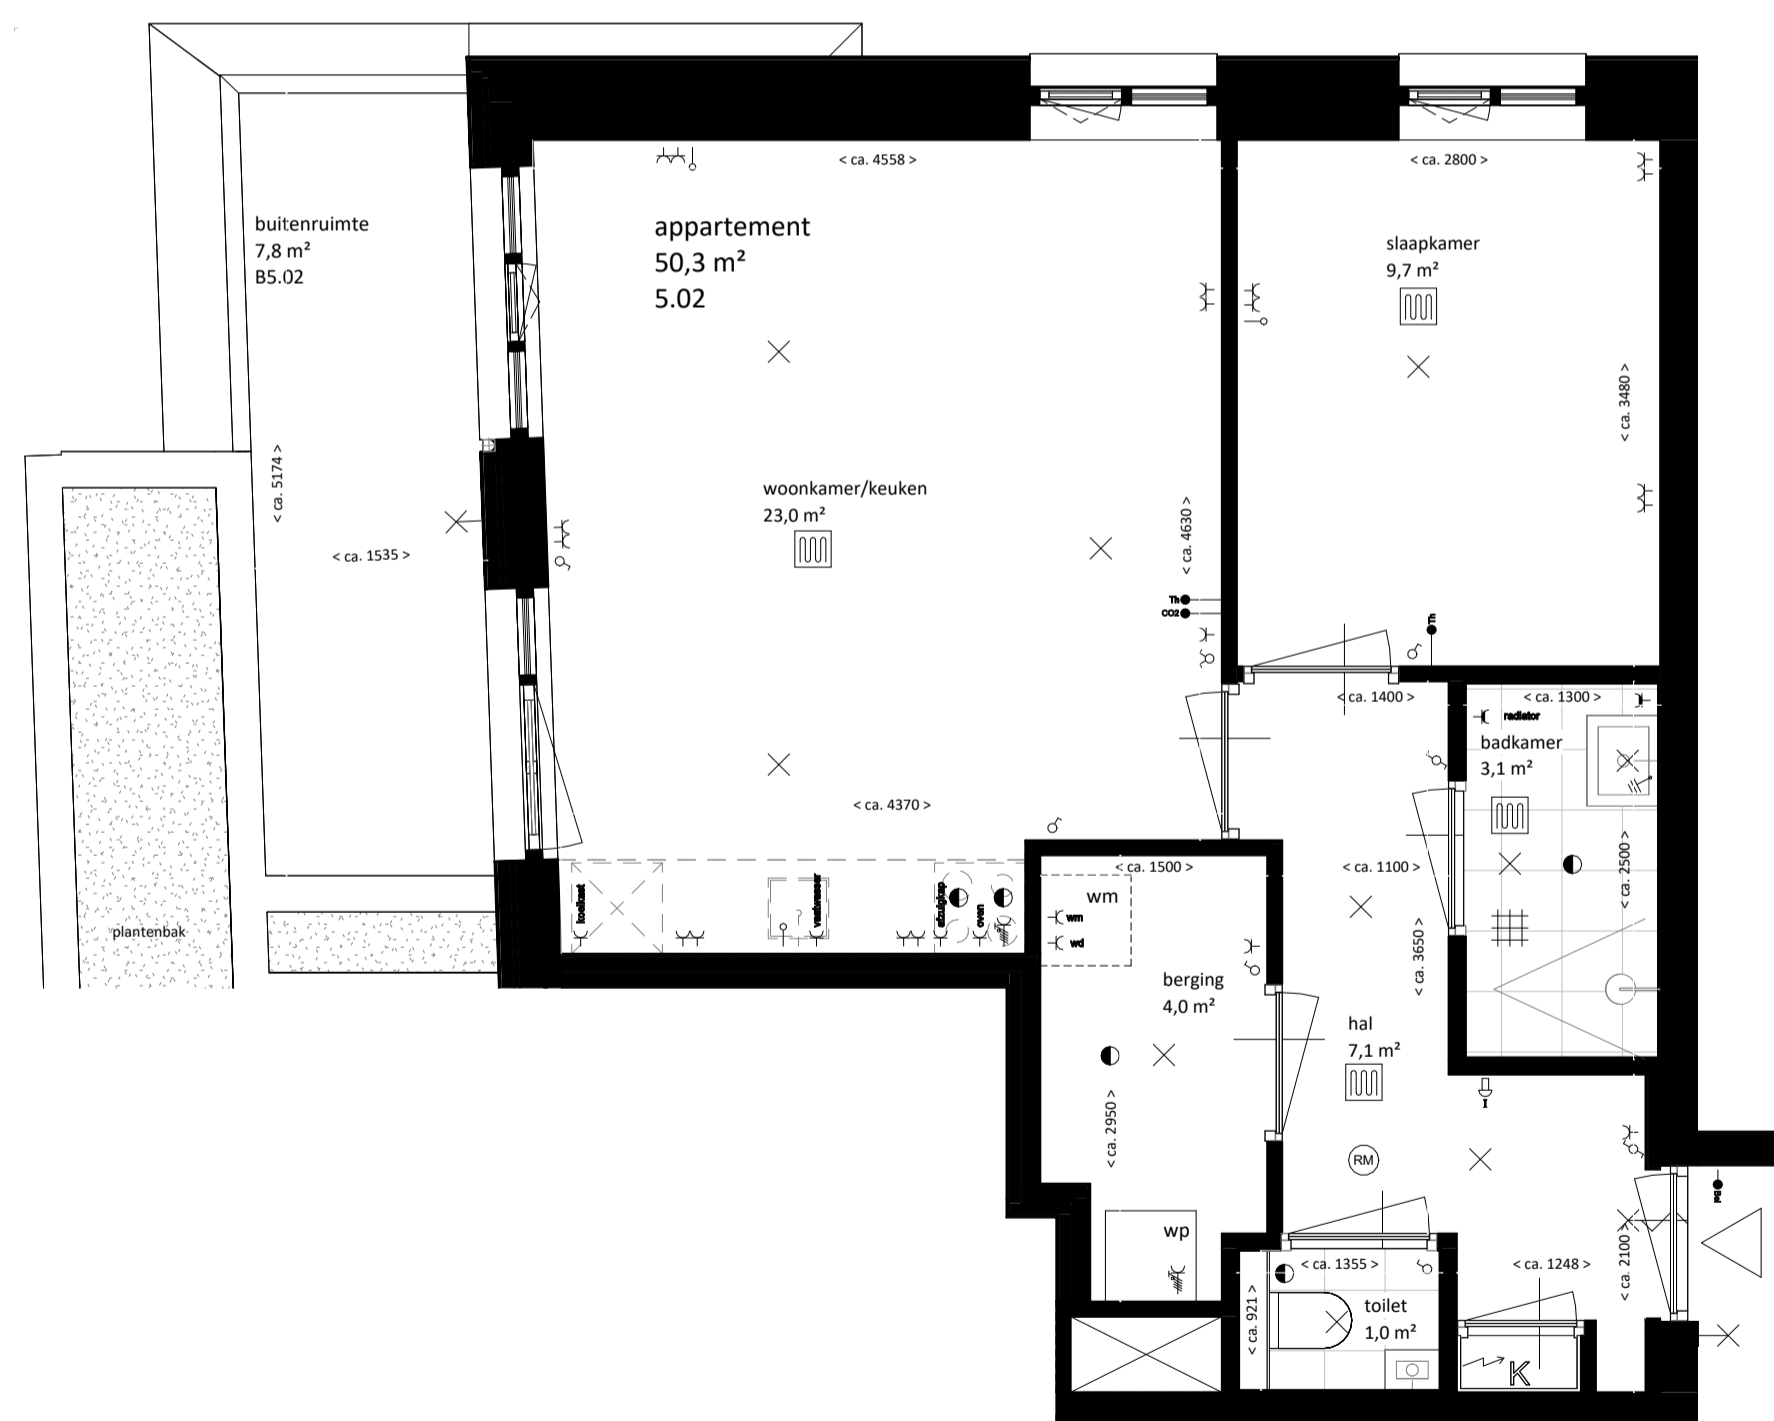 < ca. 4558 >
< ca. 2800 >
buitenruimte
7,8 m²
B5.02
appartement
50,3 m²
5.02
slaapkamer
9,7 m²
< ca. 3480 >
< ca. 5174 >
< ca. 1535 >
woonkamer/keuken
23,0 m²
< ca. 4630 >
Th
CO2
Th
< ca. 1400 >
< ca. 1300 >
radiator
badkamer
3,1 m²
< ca. 4370 >
< ca. 1500 >
< ca. 1100 >
< ca. 2500 >
koelkast
vaatwasser
afzuigkap
oven
wm
wm
wd
plantenbak
berging
4,0 m²
< ca. 3650 >
hal
7,1 m²
I
< ca. 2950 >
RM
Bel
wp
< ca. 1355 >
< ca. 1248 >
< ca. 2100 >
< ca. 921 >
toilet
1,0 m²
K